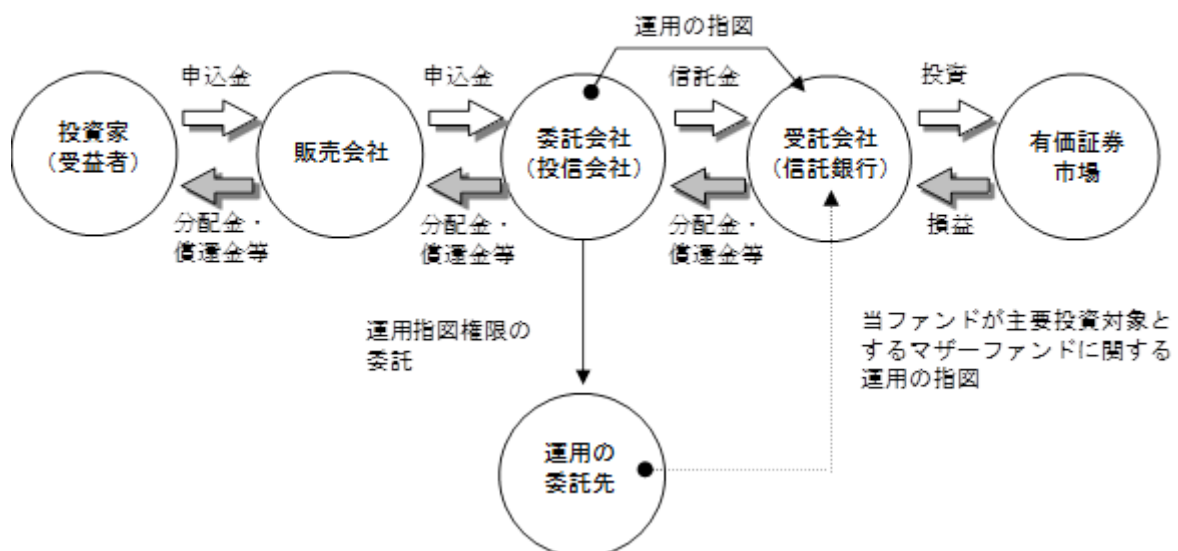 運用の指図
申込金
申込金
信託金
投資
投資家
(受益者)
販売会社
委託会社
(投信会社)
受託会社
(信託銀行)
有価証券
市場
分配金・
償還金等
分配金・
償還金等
分配金・
償還金等
損益
運用指図権限の
委託
当ファンドが主要投資対象と
するマザーファンドに関する
運用の指図
運用の
委託先